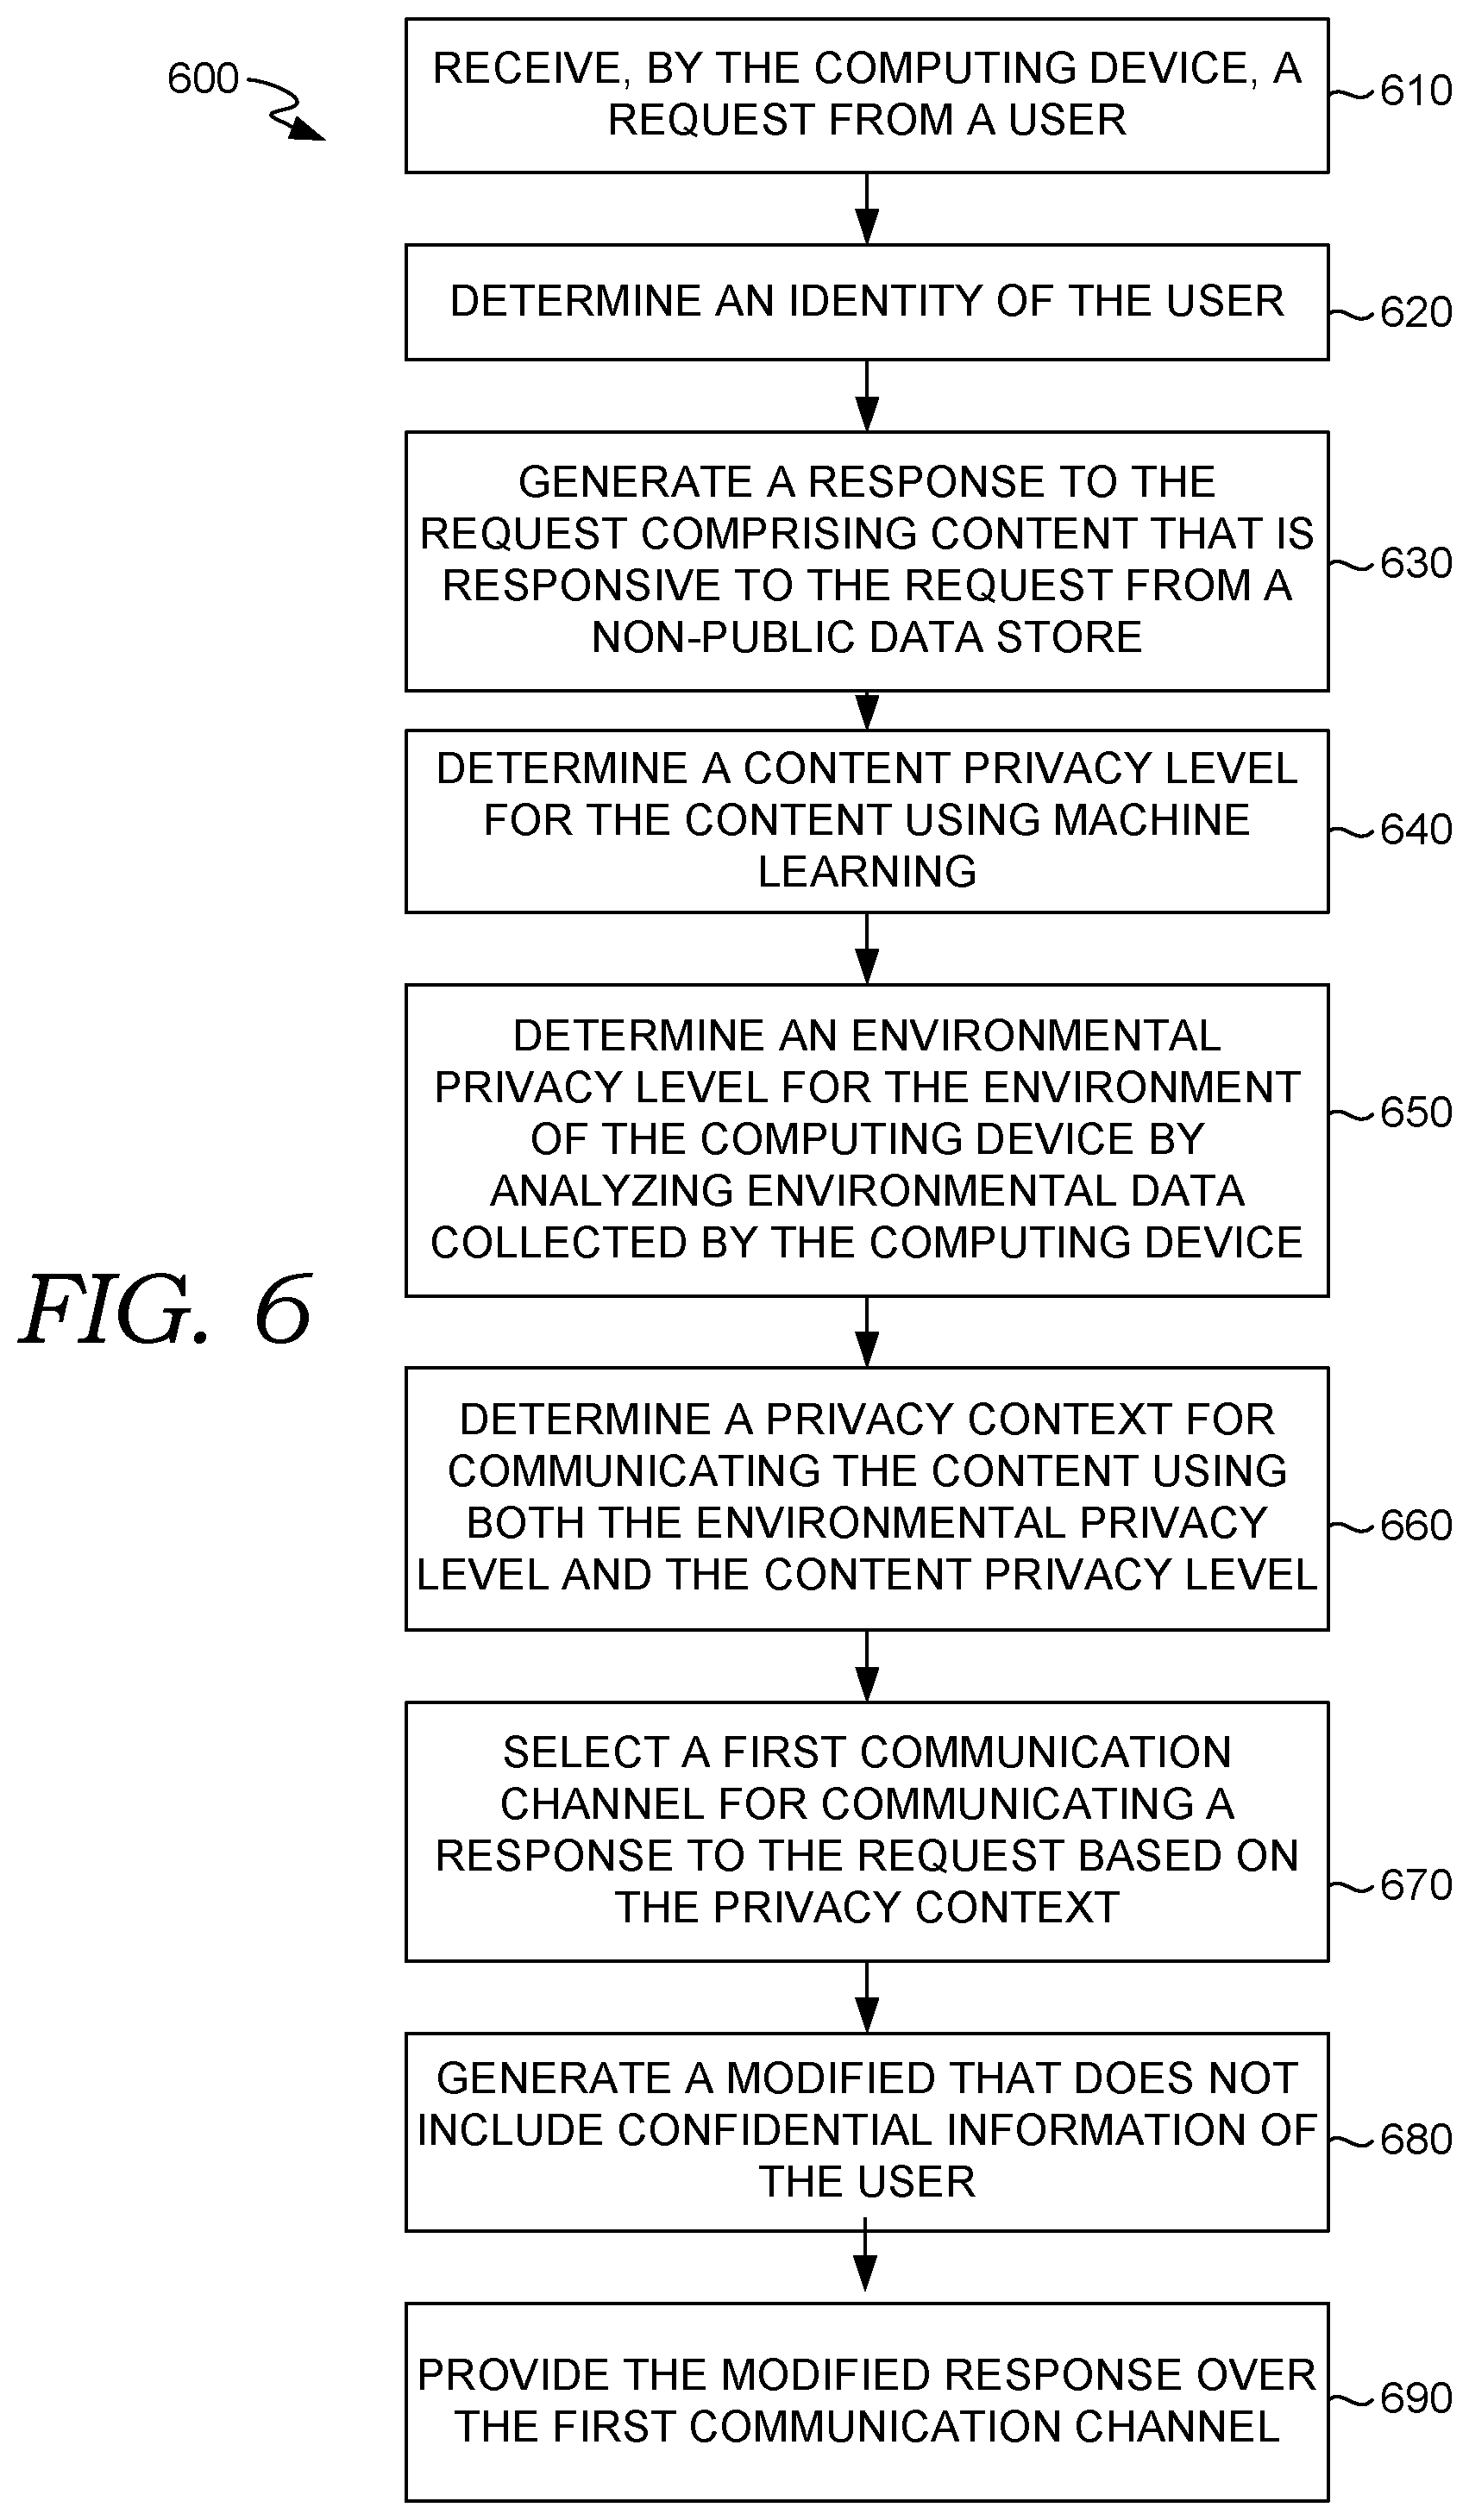 600
RECEIVE, BY THE COMPUTING DEVICE, A
REQUEST FROM A USER
610
DETERMINE AN IDENTITY OF THE USER
620
GENERATE A RESPONSE TO THE
REQUEST COMPRISING CONTENT THAT IS
RESPONSIVE TO THE REQUEST FROM A
NON-PUBLIC DATA STORE
630
DETERMINE A CONTENT PRIVACY LEVEL
FOR THE CONTENT USING MACHINE
LEARNING
640
DETERMINE AN ENVIRONMENTAL
PRIVACY LEVEL FOR THE ENVIRONMENT
OF THE COMPUTING DEVICE BY
ANALYZING ENVIRONMENTAL DATA
COLLECTED BY THE COMPUTING DEVICE
650
FIG. 6
DETERMINE A PRIVACY CONTEXT FOR
COMMUNICATING THE CONTENT USING
BOTH THE ENVIRONMENTAL PRIVACY
LEVEL AND THE CONTENT PRIVACY LEVEL
660
SELECT A FIRST COMMUNICATION
CHANNEL FOR COMMUNICATING A
RESPONSE TO THE REQUEST BASED ON
THE PRIVACY CONTEXT
670
GENERATE A MODIFIED THAT DOES NOT
INCLUDE CONFIDENTIAL INFORMATION OF
THE USER
680
PROVIDE THE MODIFIED RESPONSE OVER
THE FIRST COMMUNICATION CHANNEL
690